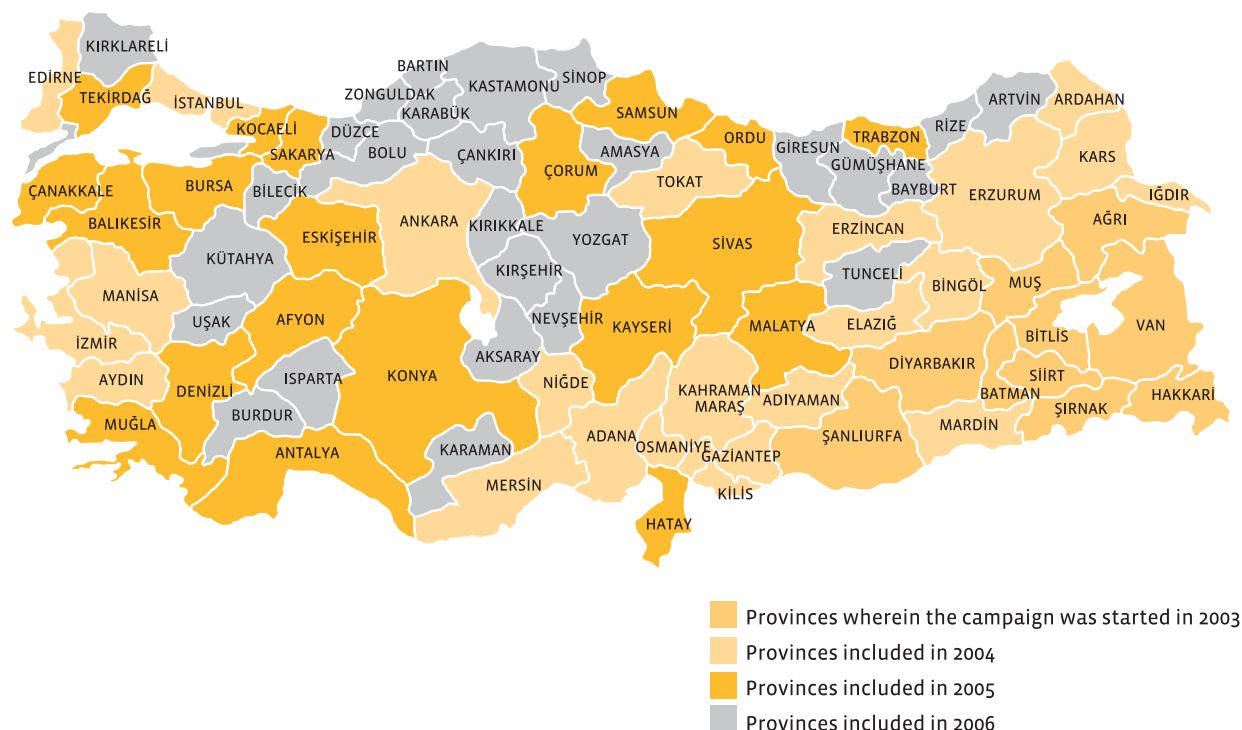 KIRKLARELİ
EDİRNE
TEKİRDAĞ
İSTANBUL
KOCAELİ
SAKARYA
DÜZCE
BOLU
ZONGULDAK
BARTIN
KARABÜK
KASTAMONU
SİNOP
ÇANKIRI
SAMSUN
ÇORUM
AMASYA
TOKAT
ORDU
GİRESUN
TRABZON
GÜMÜŞHANE
BAYBURT
RİZE
ARTVİN
ARDAHAN
KARS
IĞDIR
AĞRI
ERZURUM
ERZİNCAN
ÇANAKKALE
BALIKESİR
BURSA
BİLECİK
KÜTAHYA
ESKİŞEHİR
ANKARA
KIRIKKALE
KIRŞEHİR
YOZGAT
SİVAS
TUNCELİ
BİNGÖL
MUŞ
BİTLİS
VAN
MANİSA
İZMİR
UŞAK
AFYON
KONYA
AKSARAY
NEVŞEHİR
KAYSERİ
MALATYA
ELAZIĞ
DİYARBAKIR
BATMAN
SİİRT
ŞIRNAK
HAKKARİ
AYDIN
DENİZLİ
ISPARTA
BURDUR
MUĞLA
ANTALYA
KARAMAN
MERSİN
NİĞDE
ADANA
KAHRAMAN
MARAŞ
OSMANİYE
ADIYAMAN
GAZİANTEP
KİLİS
ŞANLIURFA
MARDİN
HATAY
Provinces wherein the campaign was started in 2003
Provinces included in 2004
Provinces included in 2005
Provinces included in 2006